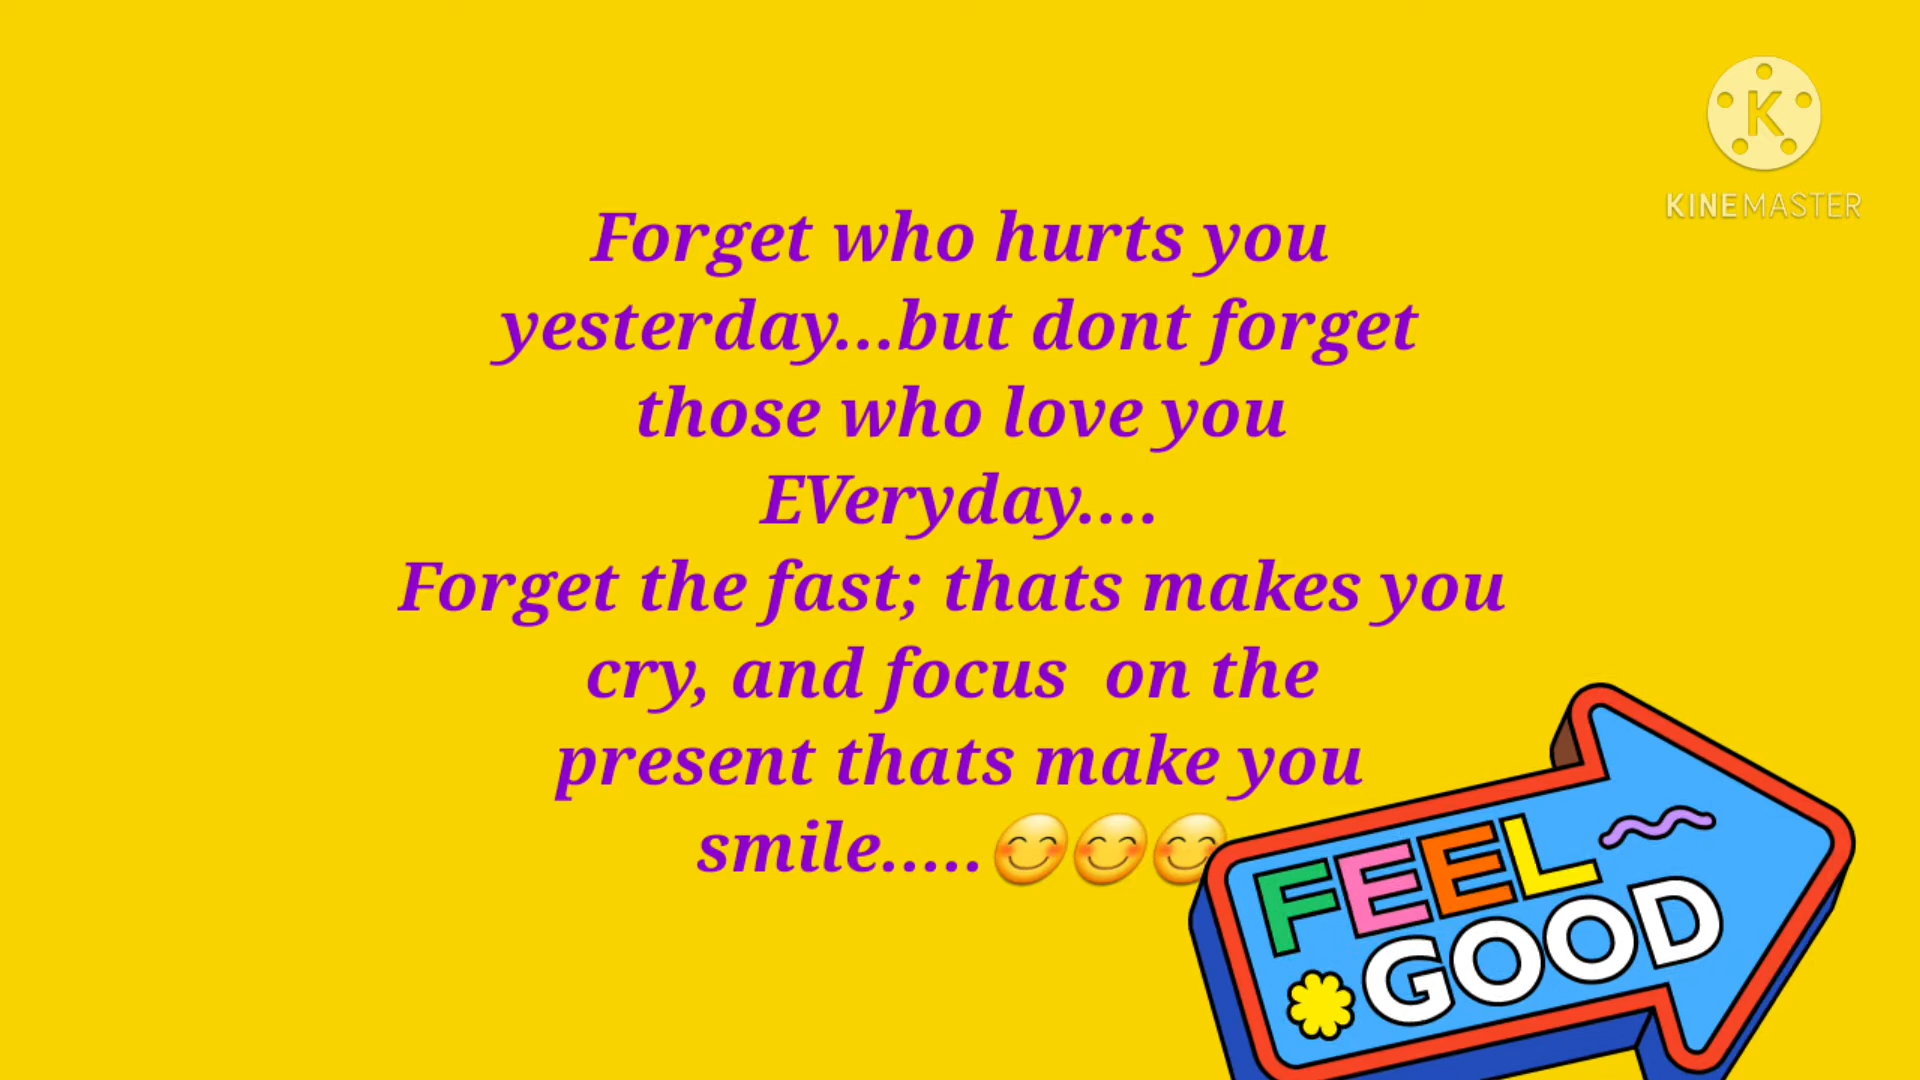 K
KINEMASTER
Forget who hurts you
yesterday...but dont forget
those who love you
EVeryday....
Forget the fast; thats makes you
cry, and focus  on the
present thats make you
smile.....😊😊😊
FEEL
GOOD